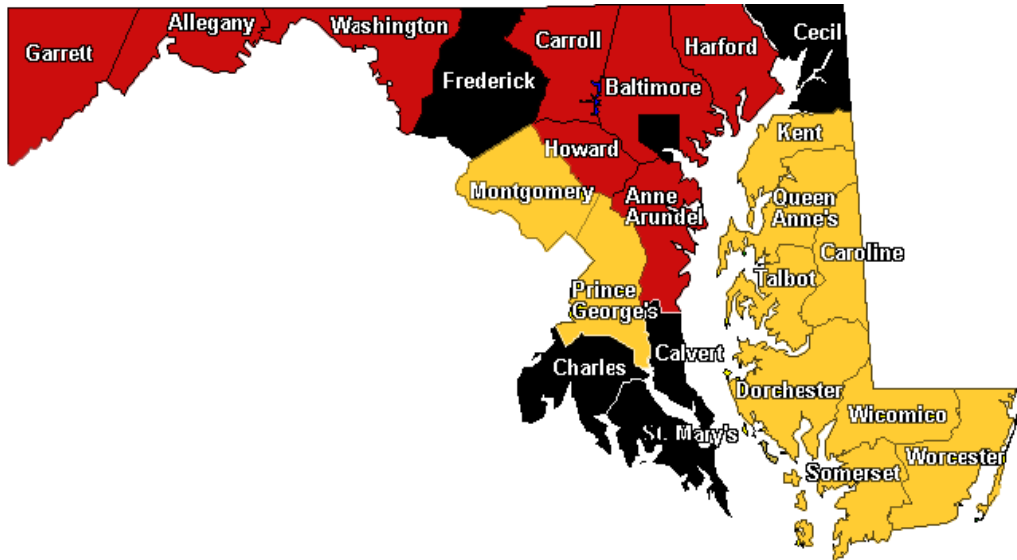 Garrett
Allegany
Washington
Frederick
Carroll
Baltimore
Harford
Cecil
Howard
Montgomery
Anne
Arundel
Prince
George's
Charles
Calvert
St. Mary's
Kent
Queen
Anne's
Caroline
Talbot
Dorchester
Wicomico
Worcester
Somerset